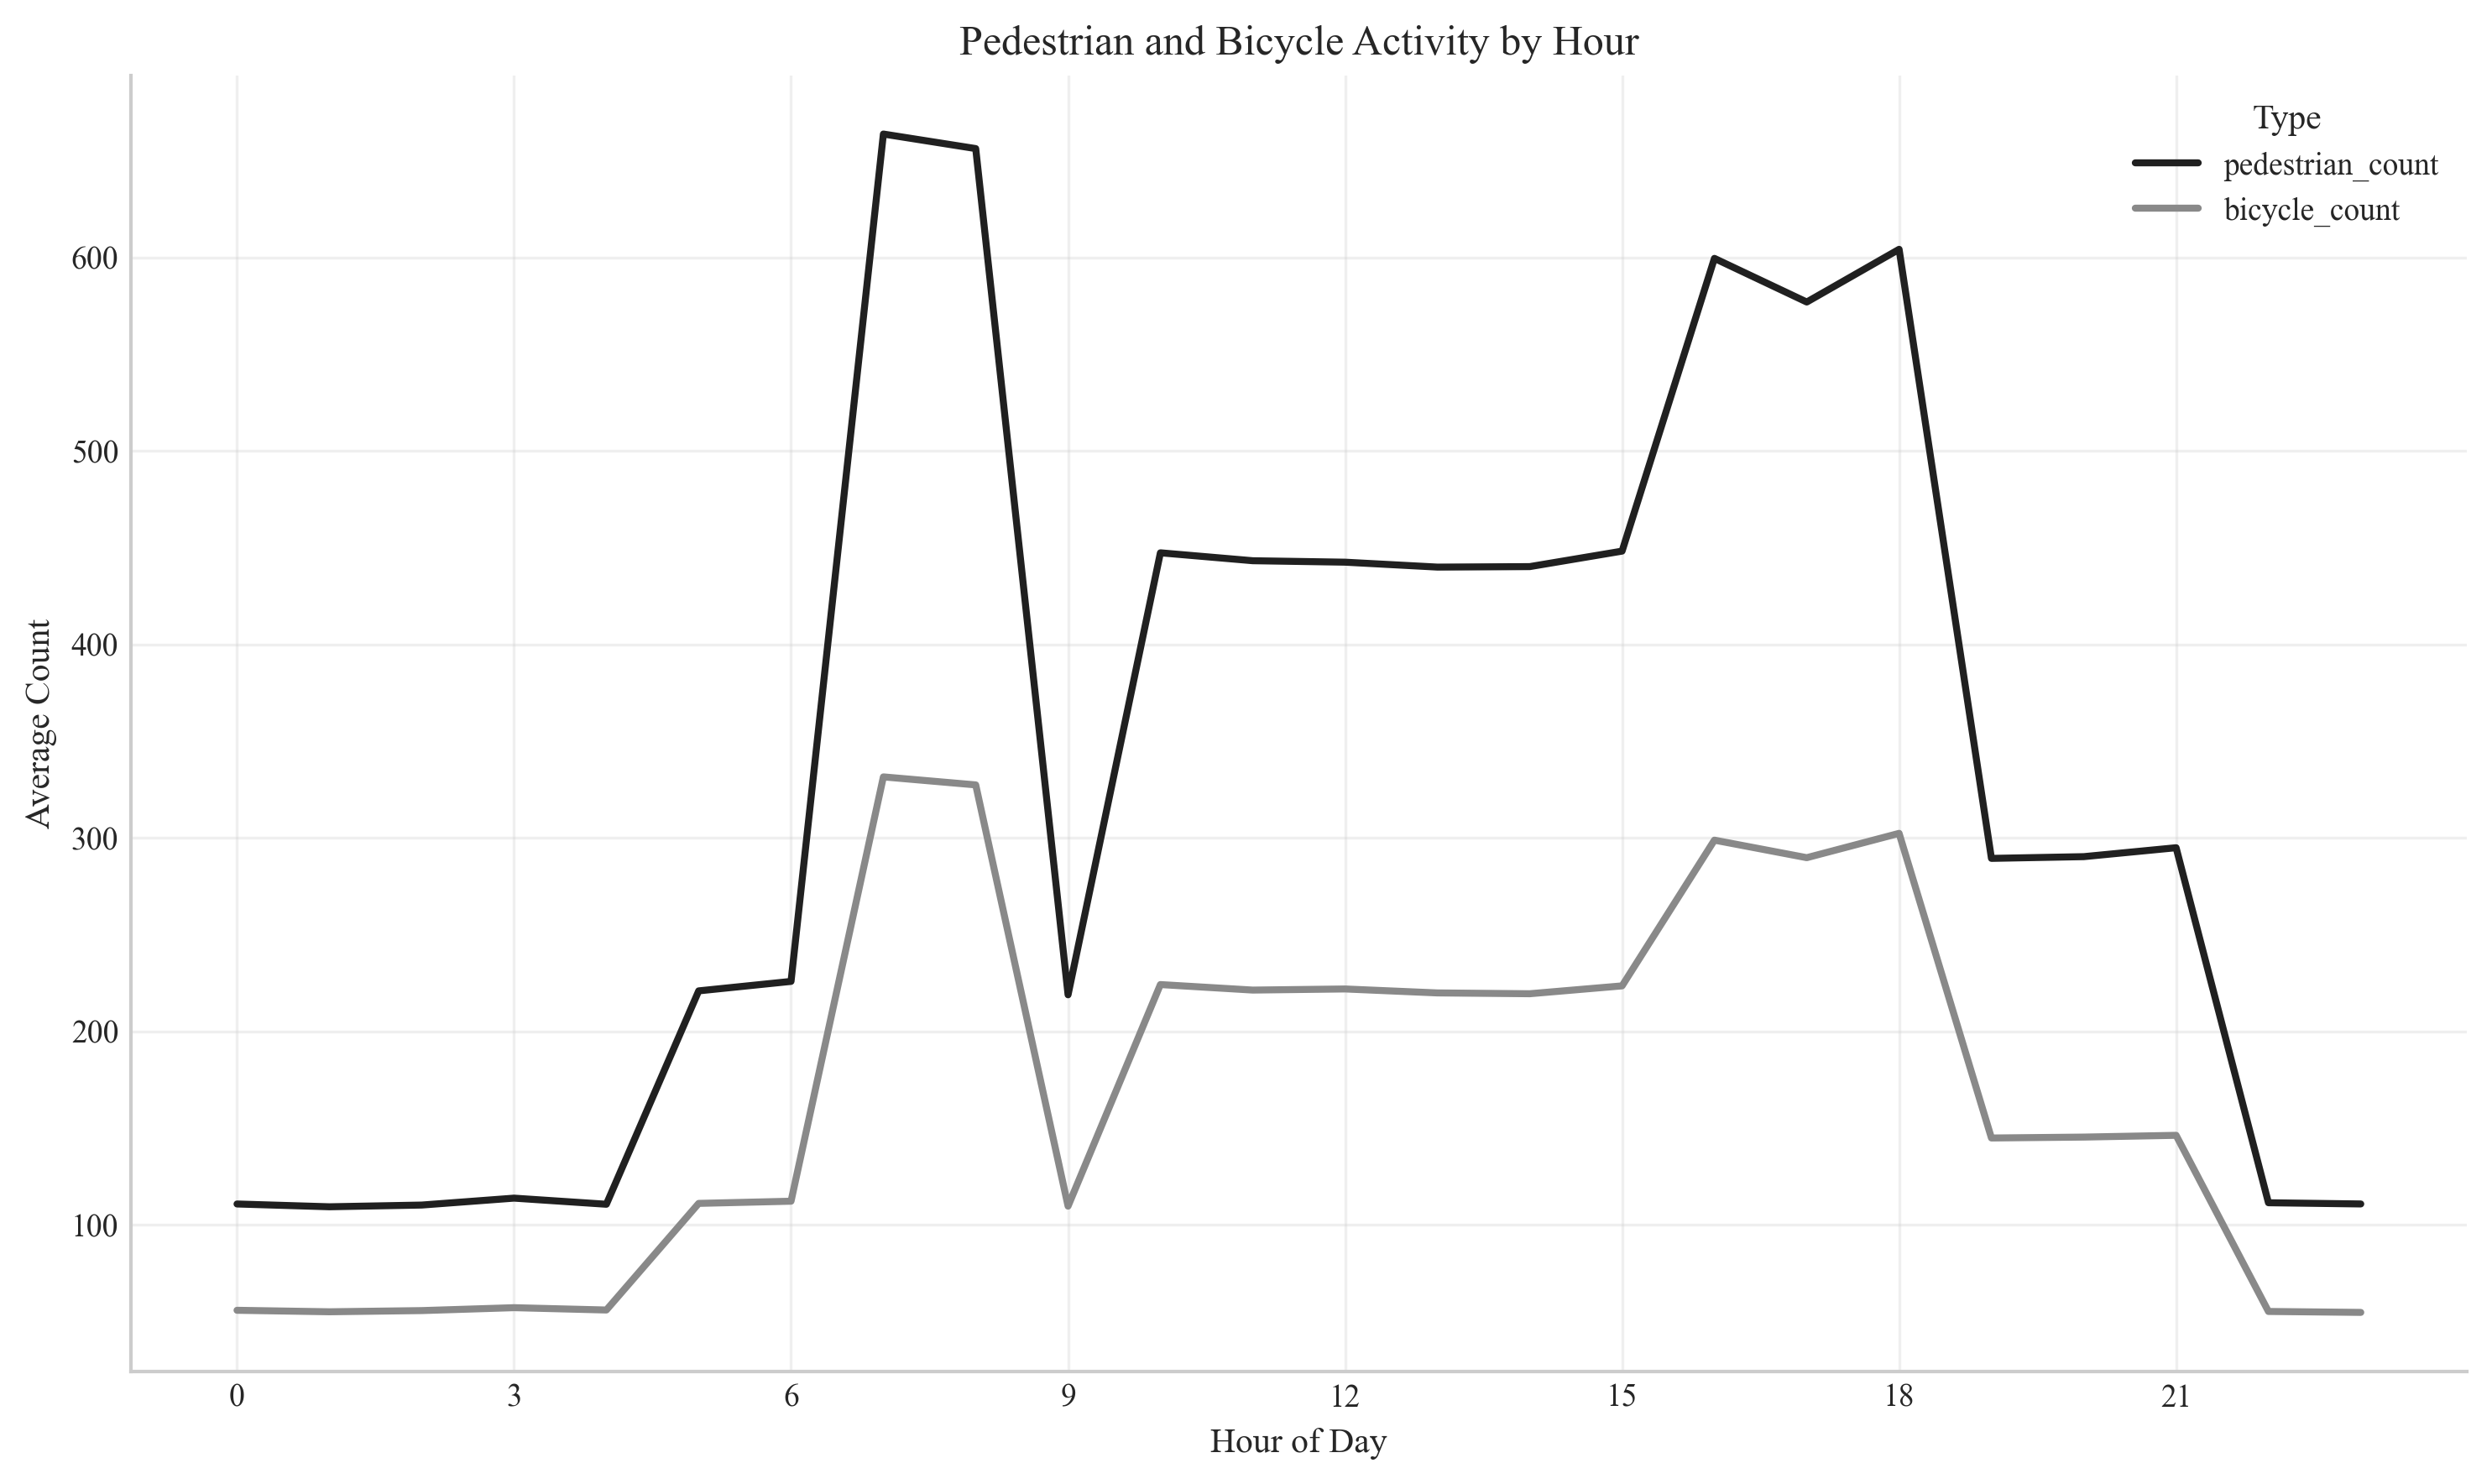 Pedestrian and Bicycle Activity by Hour
Type
pedestrian_count
bicycle_count
Average Count
600
500
400
300
200
100
0 3 6 9 12 15 18 21
Hour of Day